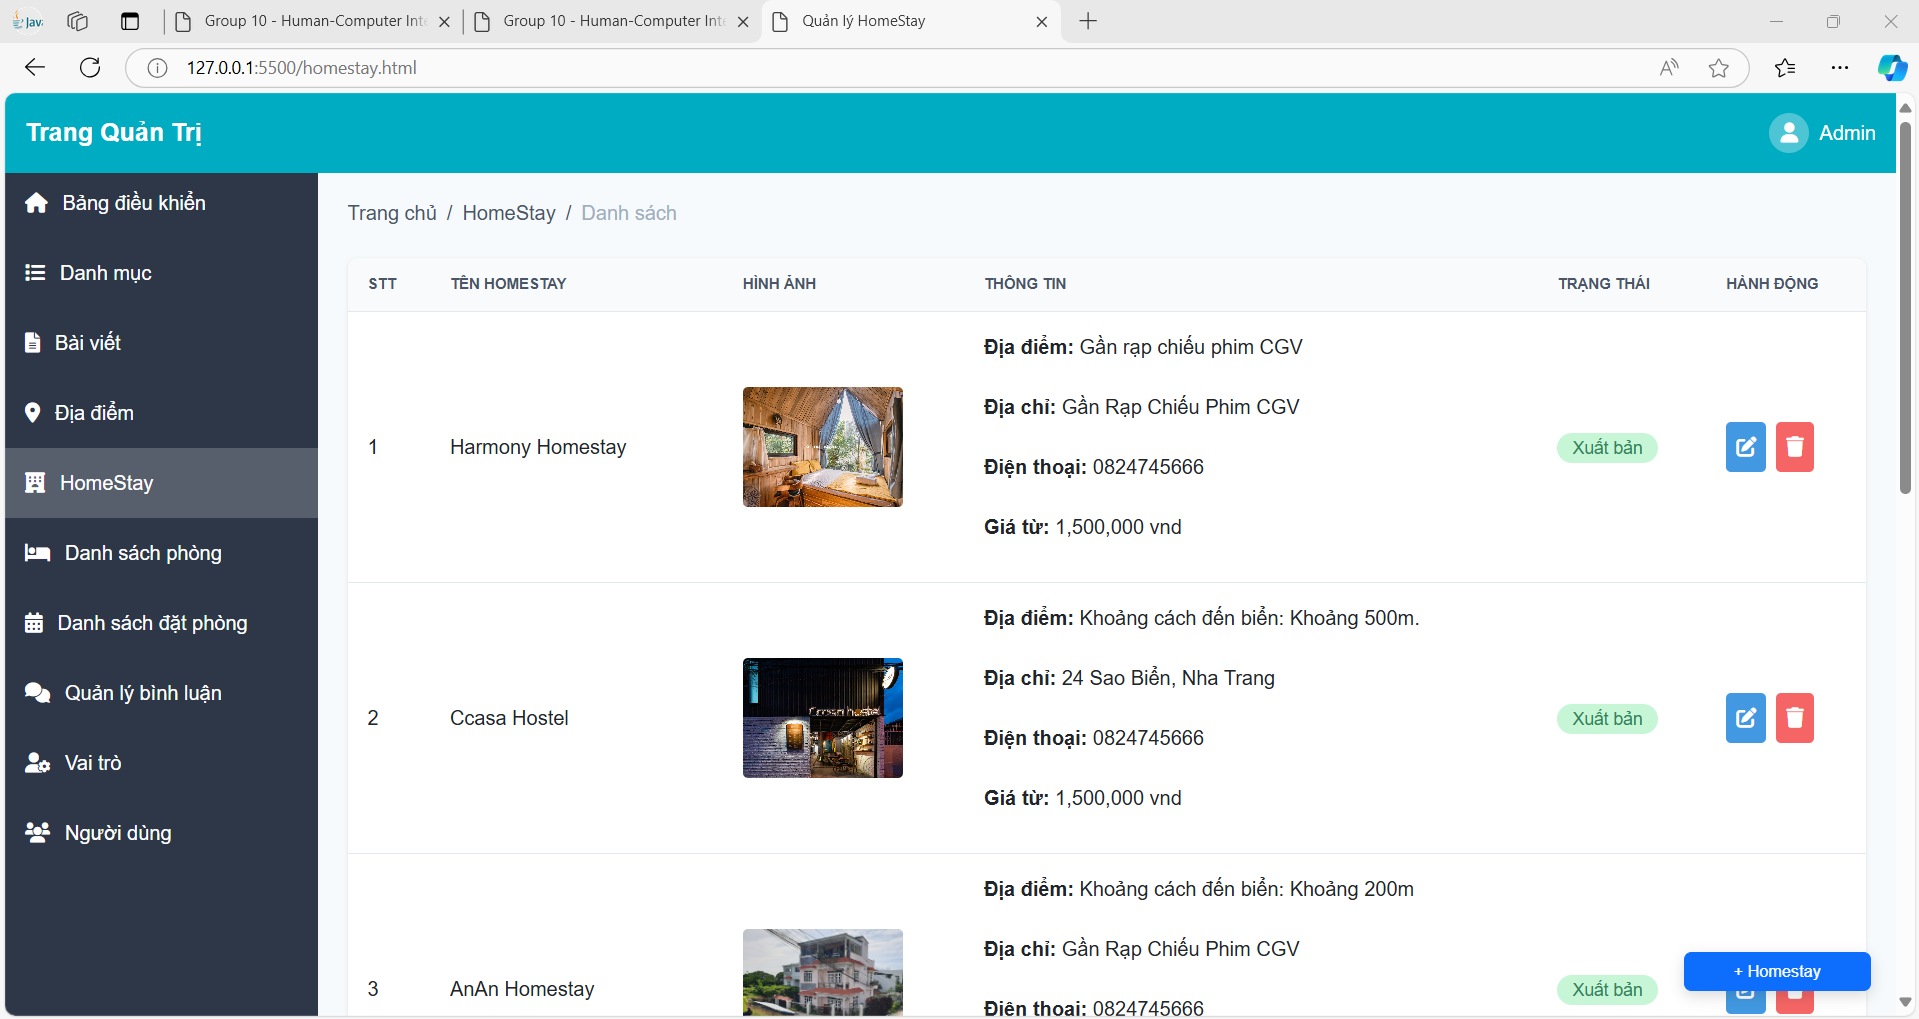 Java
Group 10 - Human-Computer Inte
Group 10 - Human-Computer Inte
Quản lý HomeStay
127.0.0.1:5500/homestay.html
Trang Quản Trị
Admin
Bảng điều khiển
Danh mục
Bài viết
Địa điểm
HomeStay
Danh sách phòng
Danh sách đặt phòng
Quản lý bình luận
Vai trò
Người dùng
Trang chủ / HomeStay / Danh sách
STT TÊN HOMESTAY HÌNH ẢNH THÔNG TIN TRẠNG THÁI HÀNH ĐỘNG
1 Harmony Homestay
Địa điểm: Gần rạp chiếu phim CGV
Địa chỉ: Gần Rạp Chiếu Phim CGV
Điện thoại: 0824745666
Giá từ: 1,500,000 vnd
Xuất bản
2 Ccasa Hostel
Ccasa hostel
Địa điểm: Khoảng cách đến biển: Khoảng 500m.
Địa chỉ: 24 Sao Biển, Nha Trang
Điện thoại: 0824745666
Giá từ: 1,500,000 vnd
Xuất bản
3 AnAn Homestay
Địa điểm: Khoảng cách đến biển: Khoảng 200m
Địa chỉ: Gần Rạp Chiếu Phim CGV
Điện thoại: 0824745666
Xuất bản
+ Homestay